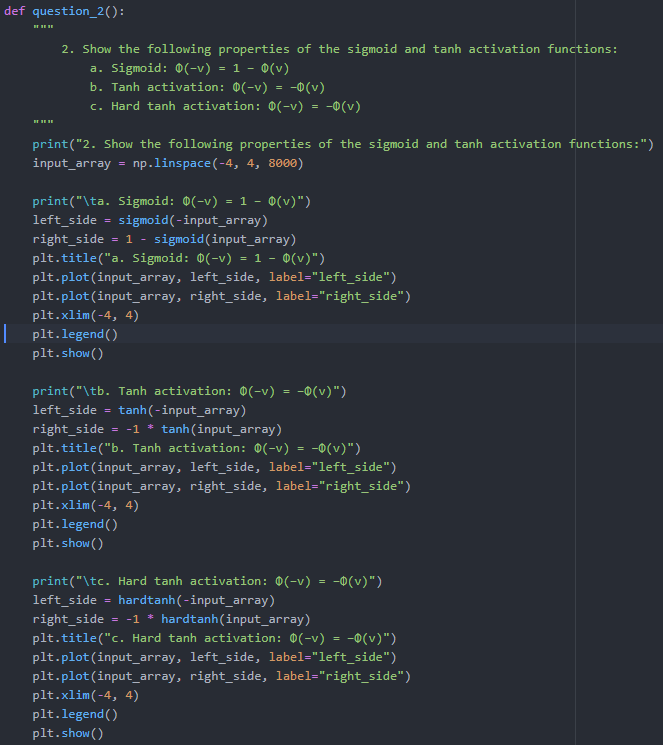 def question_2():
    """
        2. Show the following properties of the sigmoid and tanh activation functions:
            a. Sigmoid: Φ(−v) = 1 − Φ(v)
            b. Tanh activation: Φ(−v) = −Φ(v)
            c. Hard tanh activation: Φ(−v) = −Φ(v)
    """
    print("2. Show the following properties of the sigmoid and tanh activation functions:")
    input_array = np.linspace(-4, 4, 8000)

    print("\ta. Sigmoid: Φ(−v) = 1 − Φ(v)")
    left_side = sigmoid(-input_array)
    right_side = 1 - sigmoid(input_array)
    plt.title("a. Sigmoid: Φ(−v) = 1 − Φ(v)")
    plt.plot(input_array, left_side, label="left_side")
    plt.plot(input_array, right_side, label="right_side")
    plt.xlim(-4, 4)
    plt.legend()
    plt.show()

    print("\tb. Tanh activation: Φ(−v) = −Φ(v)")
    left_side = tanh(-input_array)
    right_side = -1 * tanh(input_array)
    plt.title("b. Tanh activation: Φ(−v) = −Φ(v)")
    plt.plot(input_array, left_side, label="left_side")
    plt.plot(input_array, right_side, label="right_side")
    plt.xlim(-4, 4)
    plt.legend()
    plt.show()

    print("\tc. Hard tanh activation: Φ(−v) = −Φ(v)")
    left_side = hardtanh(-input_array)
    right_side = -1 * hardtanh(input_array)
    plt.title("c. Hard tanh activation: Φ(−v) = −Φ(v)")
    plt.plot(input_array, left_side, label="left_side")
    plt.plot(input_array, right_side, label="right_side")
    plt.xlim(-4, 4)
    plt.legend()
    plt.show()